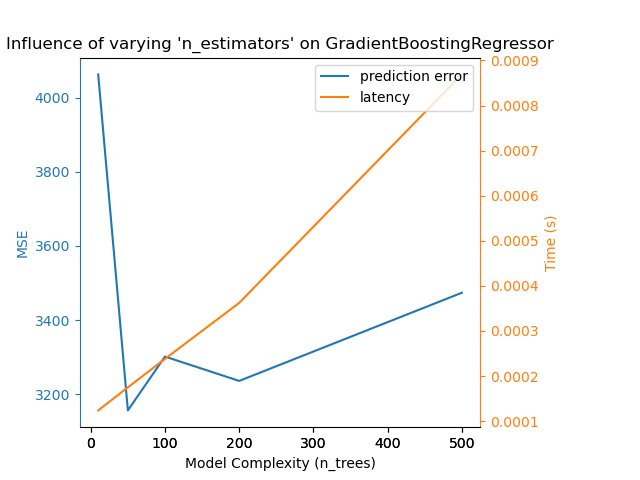 Influence of varying 'n_estimators' on GradientBoostingRegressor
prediction error
latency
MSE
4000
3800
3600
3400
3200
0.0009
0.0008
0.0007
0.0006
0.0005
0.0004
0.0003
0.0002
0.0001
Time (s)
0 100 200 300 400 500
Model Complexity (n_trees)